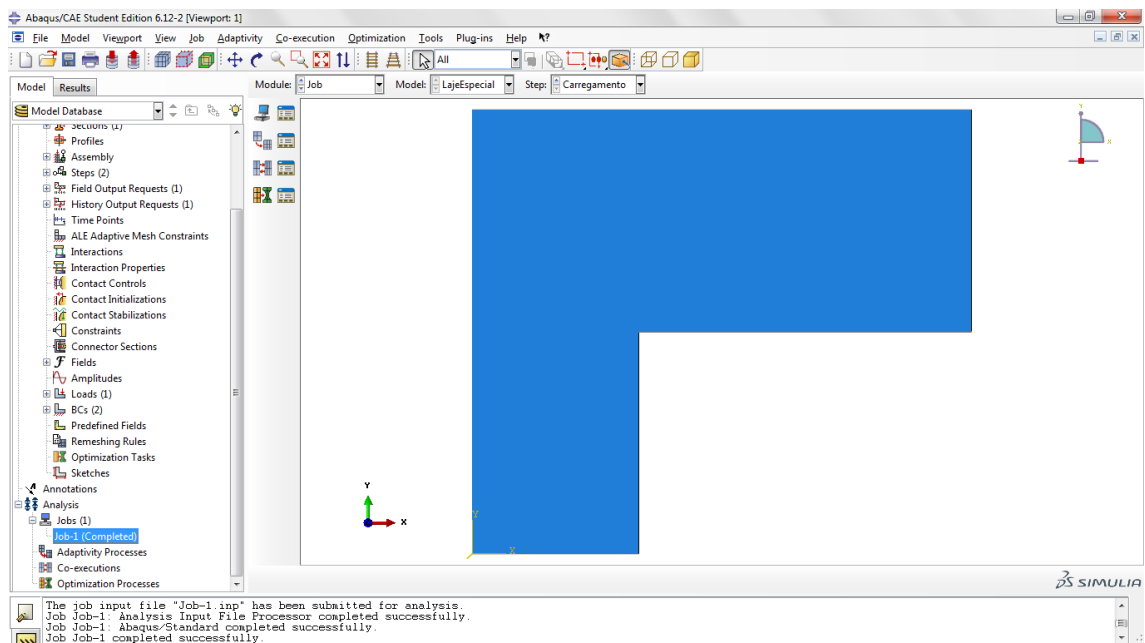 Abaqus/CAE Student Edition 6.12-2 [Viewport: 1]
File Model Viewport View Job Adaptivity Co-execution Optimization Tools Plug-ins Help
All
Model Results Module: Job Model: LajeEspecial Step: Carregamento
Model Database
Sections (1)
Profiles
Assembly
Steps (2)
Field Output Requests (1)
History Output Requests (1)
Time Points
ALE Adaptive Mesh Constraints
Interactions
Interaction Properties
Contact Controls
Contact Initializations
Contact Stabilizations
Constraints
Connector Sections
Fields
Amplitudes
Loads (1)
BCs (2)
Predefined Fields
Remeshing Rules
Optimization Tasks
Sketches
Annotations
Analysis
Jobs (1)
Job-1 (Completed)
Adaptivity Processes
Co-executions
Optimization Processes
Y
X
Y
X
Y
X
SIMULIA
The job input file "Job-1.inp" has been submitted for analysis.
Job Job-1: Analysis Input File Processor completed successfully.
Job Job-1: Abaqus/Standard completed successfully.
Job Job-1 completed successfully.